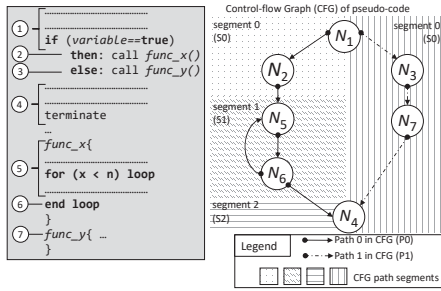 Control-flow Graph (CFG) of pseudo-code
1
if (variable==true)
2 then: call func_x()
3 else: call func_y()
4
terminate
…
func_x{
5
for (x < n) loop
6 end loop
}
7 func_y{ …
}
segment 0
(S0)
segment 0
(S0)
N1
N2
N3
segment 1
(S1)
N5
N7
N6
segment 2
(S2)
N4
Legend
Path 0 in CFG (P0)
Path 1 in CFG (P1)
CFG path segments